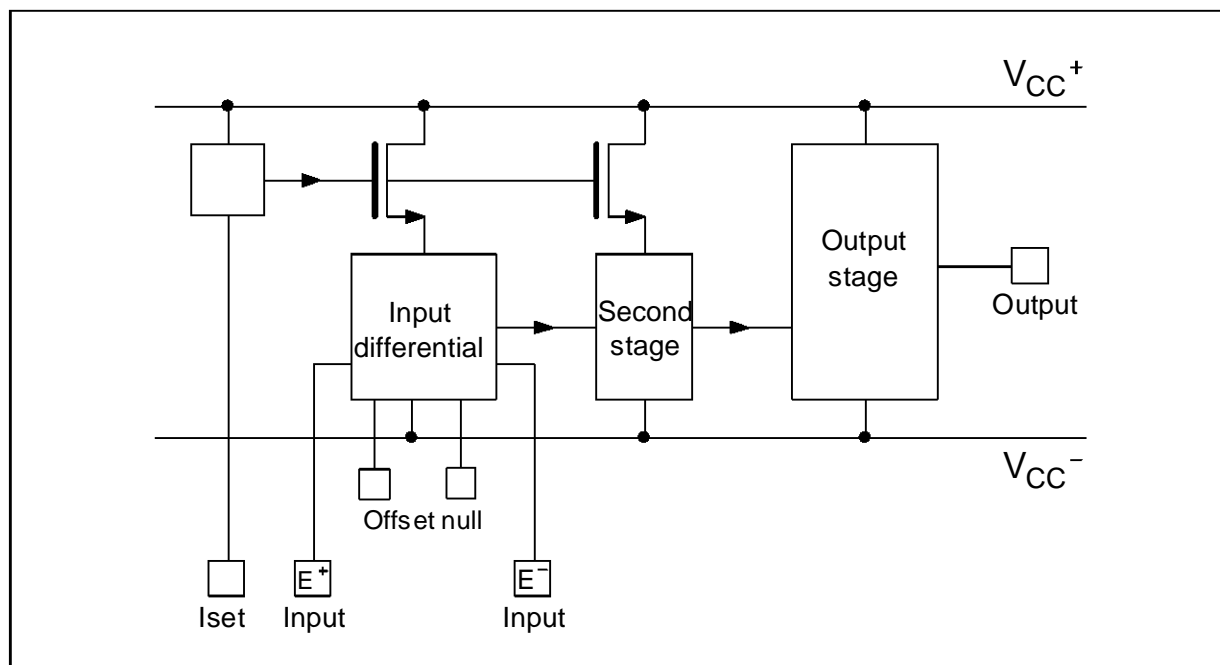 VCC+
Output
stage
Input
differential
Second
stage
Output
VCC−
Offset null
E+
E−
Iset
Input
Input